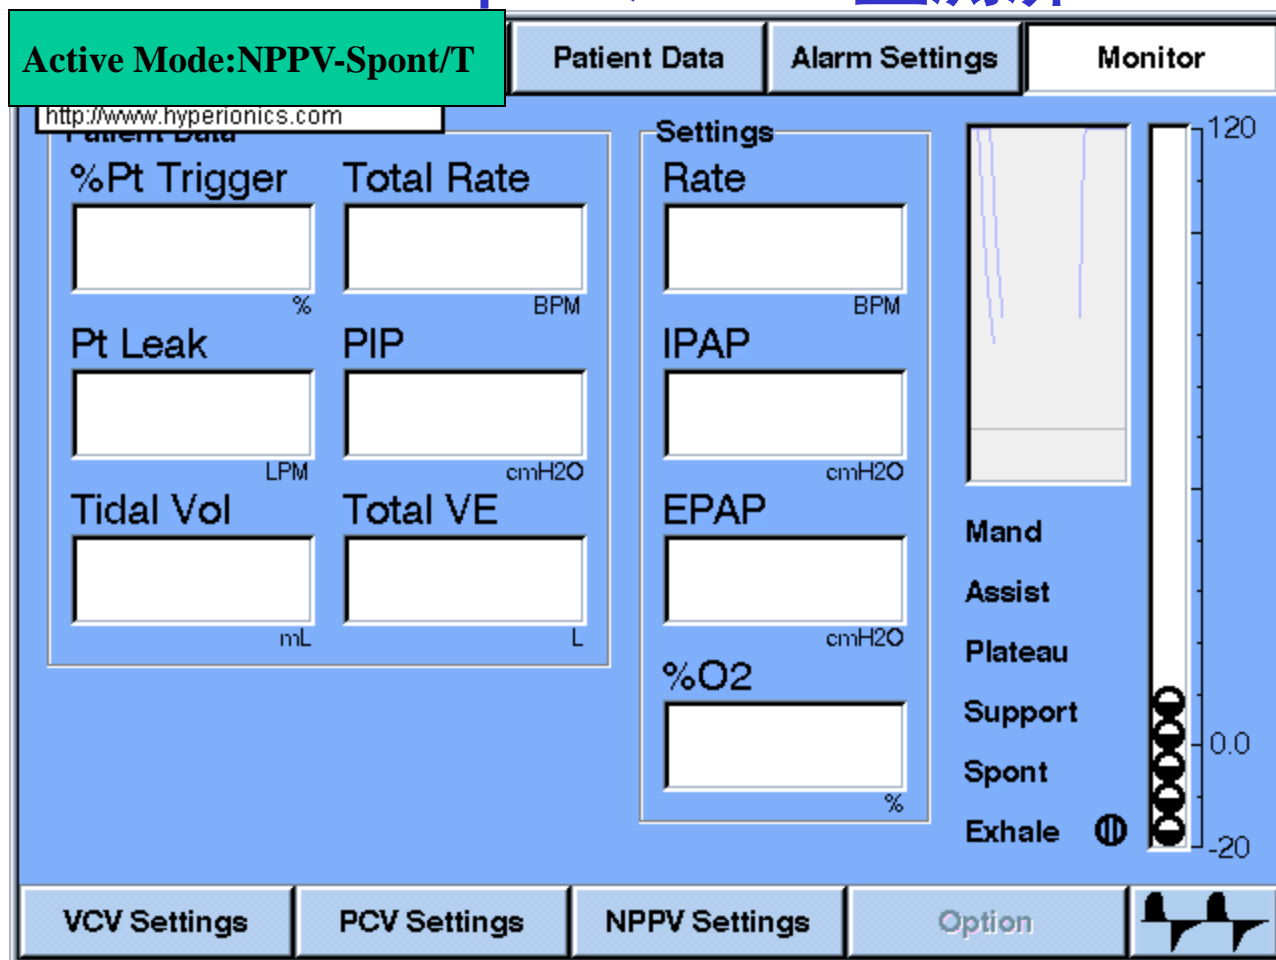 Active Mode:NPPV-Spont/T
Patient Data
Alarm Settings
Monitor
http://www.hyperionics.com
Patient Data
%Pt Trigger
%
Total Rate
BPM
Pt Leak
LPM
PIP
cmH2O
Tidal Vol
mL
Total VE
L
Settings
Rate
BPM
IPAP
cmH2O
EPAP
cmH2O
%O2
%
120
0.0
-20
Mand
Assist
Plateau
Support
Spont
Exhale
VCV Settings
PCV Settings
NPPV Settings
Option